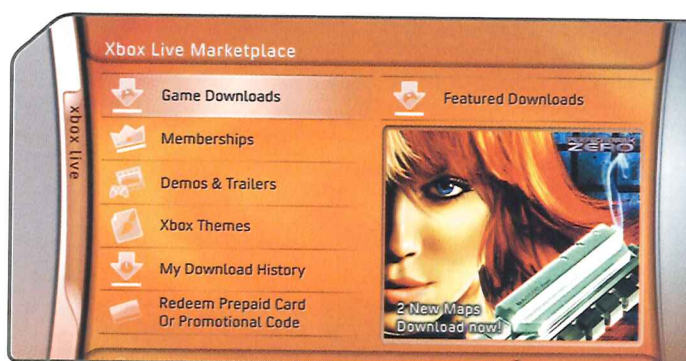 Xbox Live Marketplace
xbox live
Game Downloads
Memberships
Demos & Trailers
Xbox Themes
My Download History
Redeem Prepaid Card
Or Promotional Code
Featured Downloads
ZERO
2 New Maps
Download now!